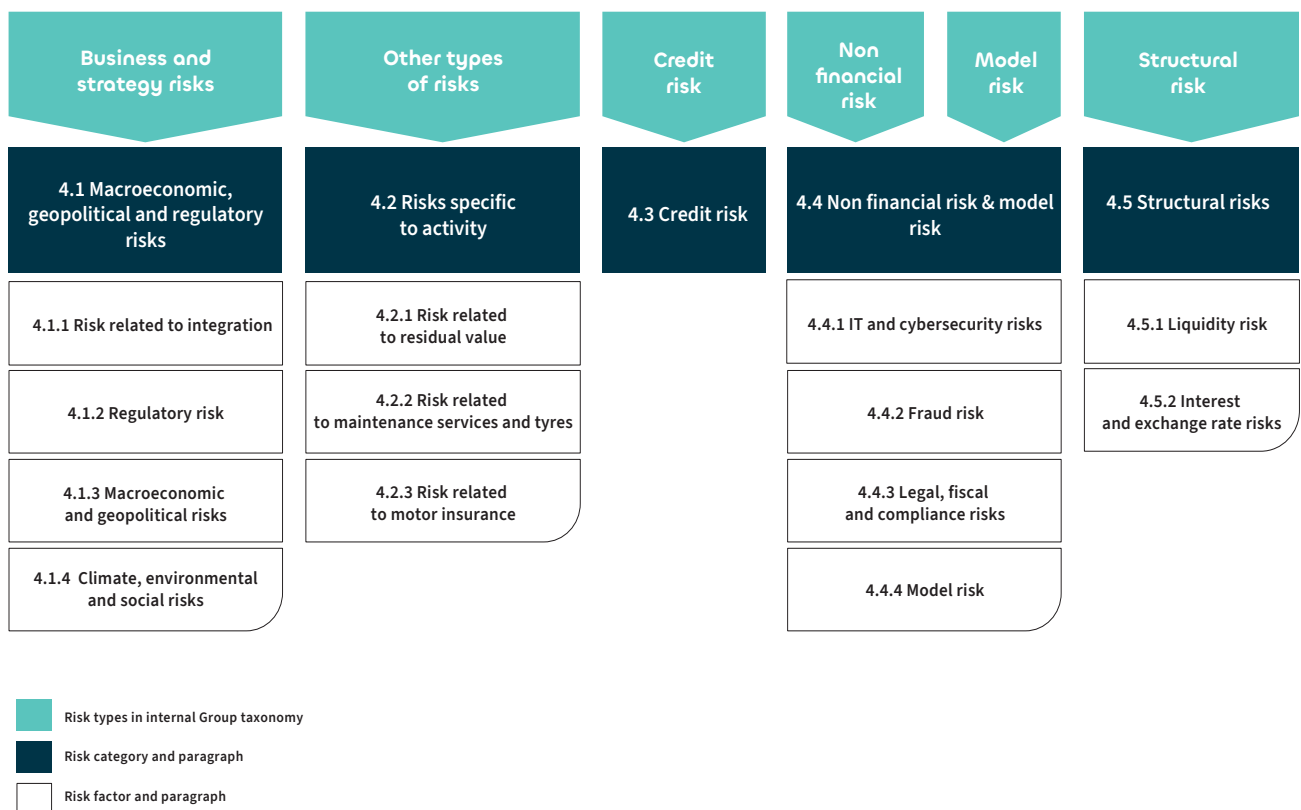 Business and
strategy risks
Other types
of risks
Credit
risk
Non
financial
risk
Model
risk
Structural
risk
4.1 Macroeconomic,
geopolitical and regulatory
risks
4.2 Risks specific
to activity
4.3 Credit risk
4.4 Non financial risk & model
risk
4.5 Structural risks
4.1.1 Risk related to integration
4.1.2 Regulatory risk
4.1.3 Macroeconomic
and geopolitical risks
4.1.4 Climate, environmental
and social risks
4.2.1 Risk related
to residual value
4.2.2 Risk related
to maintenance services and tyres
4.2.3 Risk related
to motor insurance
4.4.1 IT and cybersecurity risks
4.4.2 Fraud risk
4.4.3 Legal, fiscal
and compliance risks
4.4.4 Model risk
4.5.1 Liquidity risk
4.5.2 Interest
and exchange rate risks
Risk types in internal Group taxonomy
Risk category and paragraph
Risk factor and paragraph